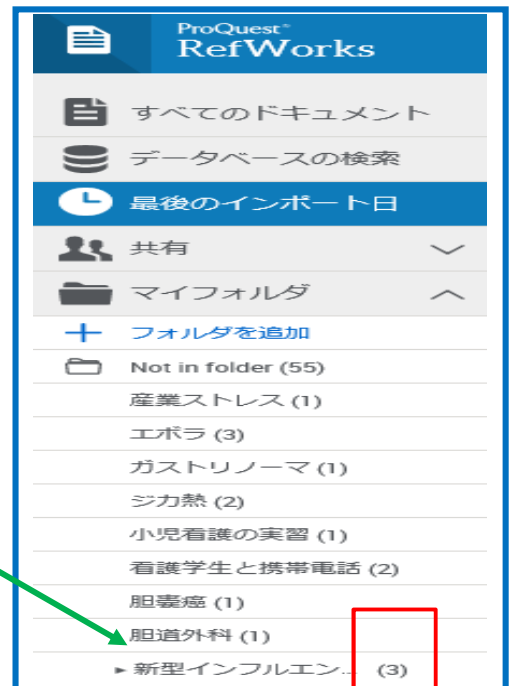 ProQuest®
RefWorks
すべてのドキュメント
データベースの検索
最後のインポート日
共有
マイフォルダ
フォルダを追加
Not in folder (55)
産業ストレス (1)
エボラ (3)
ガストリノーマ (1)
ジカ熱 (2)
小児看護の実習 (1)
看護学生と携帯電話 (2)
胆嚢癌 (1)
胆道外科 (1)
新型インフルエン... (3)